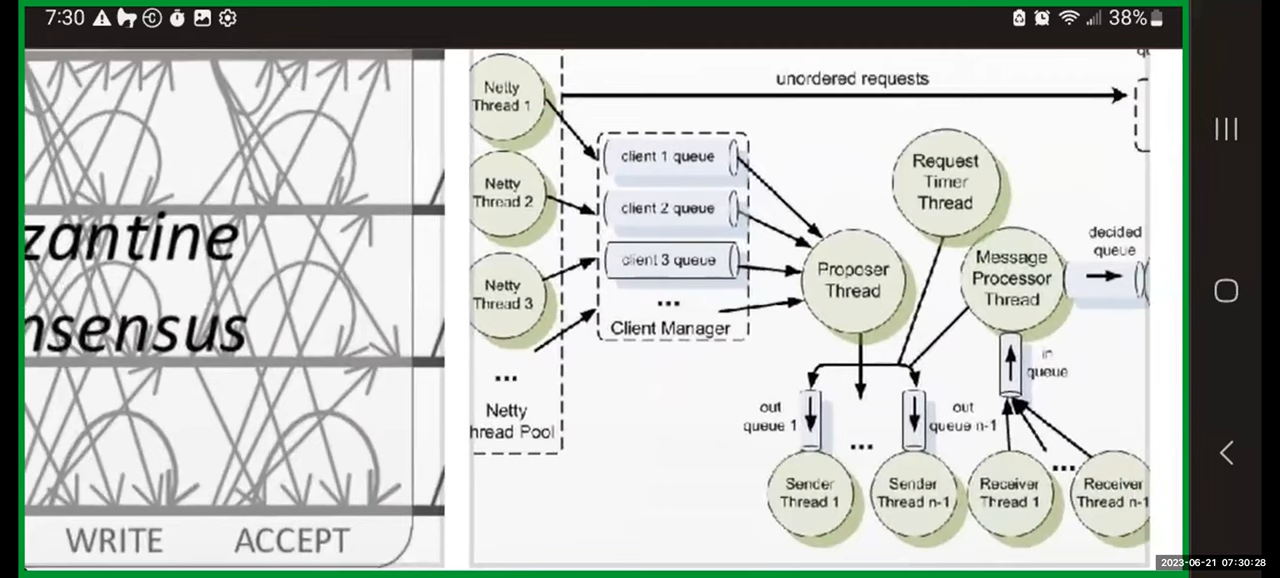 7:30
38%
zantine
nsensus
WRITE
ACCEPT
unordered requests
Netty
Thread 1
Netty
Thread 2
Netty
Thread 3
...
Netty
hread Pool
client 1 queue
client 2 queue
client 3 queue
...
Client Manager
Request
Timer
Thread
Proposer
Thread
Message
Processor
Thread
decided
queue
in
queue
out
queue 1
...
out
queue n-1
...
Sender
Thread 1
Sender
Thread n-1
Receiver
Thread 1
Receiver
Thread n-1
2023-06-21 07:30:28